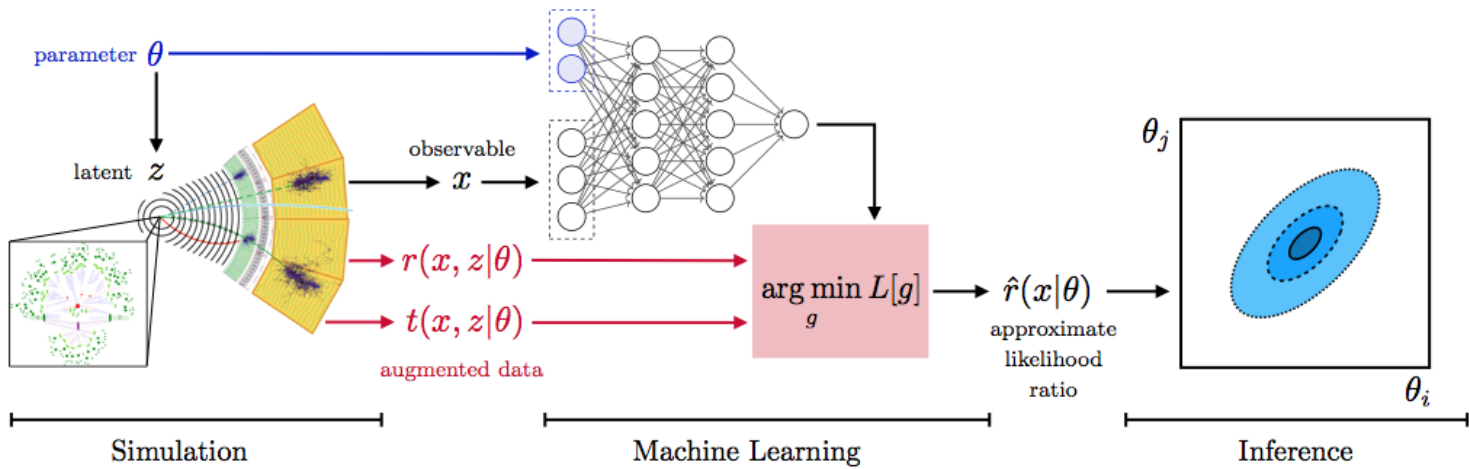 parameter θ
latent z
observable
x
r(x, z|θ)
t(x, z|θ)
augmented data
arg min L[g]
g
r̂(x|θ)
approximate
likelihood
ratio
θj
θi
Simulation
Machine Learning
Inference